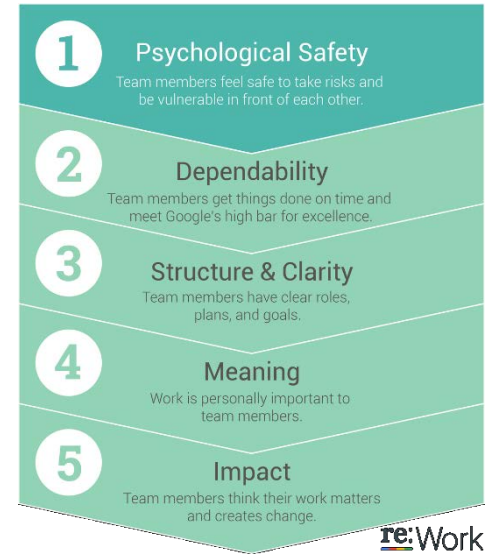 1
Psychological Safety
Team members feel safe to take risks and
be vulnerable in front of each other.
2
Dependability
Team members get things done on time and
meet Google's high bar for excellence.
3
Structure & Clarity
Team members have clear roles,
plans, and goals.
4
Meaning
Work is personally important to
team members.
5
Impact
Team members think their work matters
and creates change.
re:Work